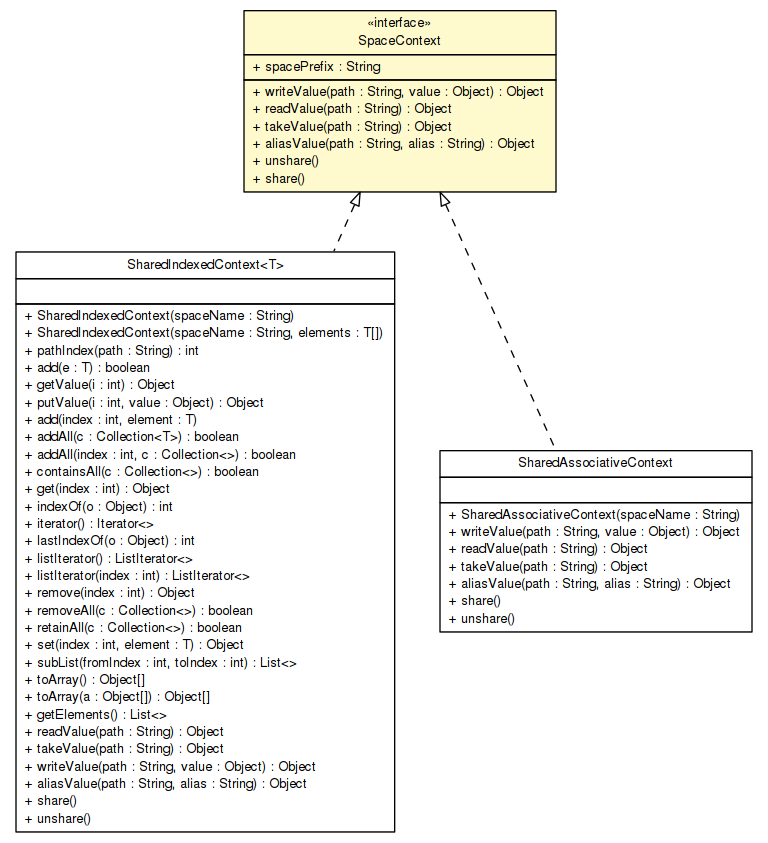 «interface»
SpaceContext
+ spacePrefix : String
+ writeValue(path : String, value : Object) : Object
+ readValue(path : String) : Object
+ takeValue(path : String) : Object
+ aliasValue(path : String, alias : String) : Object
+ unshare()
+ share()
SharedIndexedContext<T>
+ SharedIndexedContext(spaceName : String)
+ SharedIndexedContext(spaceName : String, elements : T[])
+ pathIndex(path : String) : int
+ add(e : T) : boolean
+ getValue(i : int) : Object
+ putValue(i : int, value : Object) : Object
+ add(index : int, element : T)
+ addAll(c : Collection<T>) : boolean
+ addAll(index : int, c : Collection<>) : boolean
+ containsAll(c : Collection<>) : boolean
+ get(index : int) : Object
+ indexOf(o : Object) : int
+ iterator() : Iterator<>
+ lastIndexOf(o : Object) : int
+ listIterator() : ListIterator<>
+ listIterator(index : int) : ListIterator<>
+ remove(index : int) : Object
+ removeAll(c : Collection<>) : boolean
+ retainAll(c : Collection<>) : boolean
+ set(index : int, element : T) : Object
+ subList(fromIndex : int, toIndex : int) : List<>
+ toArray() : Object[]
+ toArray(a : Object[]) : Object[]
+ getElements() : List<>
+ readValue(path : String) : Object
+ takeValue(path : String) : Object
+ writeValue(path : String, value : Object) : Object
+ aliasValue(path : String, alias : String) : Object
+ share()
+ unshare()
SharedAssociativeContext
+ SharedAssociativeContext(spaceName : String)
+ writeValue(path : String, value : Object) : Object
+ readValue(path : String) : Object
+ takeValue(path : String) : Object
+ aliasValue(path : String, alias : String) : Object
+ share()
+ unshare()